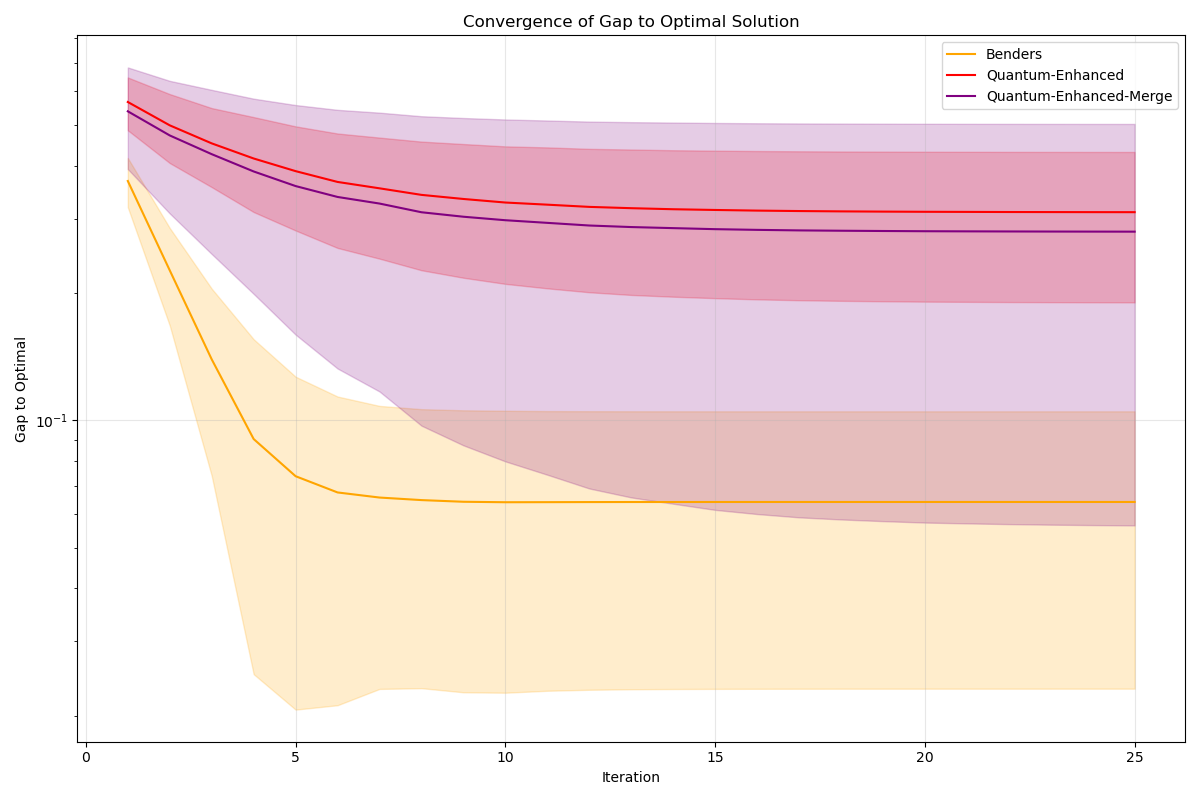 Convergence of Gap to Optimal Solution
Benders
Quantum-Enhanced
Quantum-Enhanced-Merge
Gap to Optimal
10⁻¹
0 5 10 15 20 25
Iteration